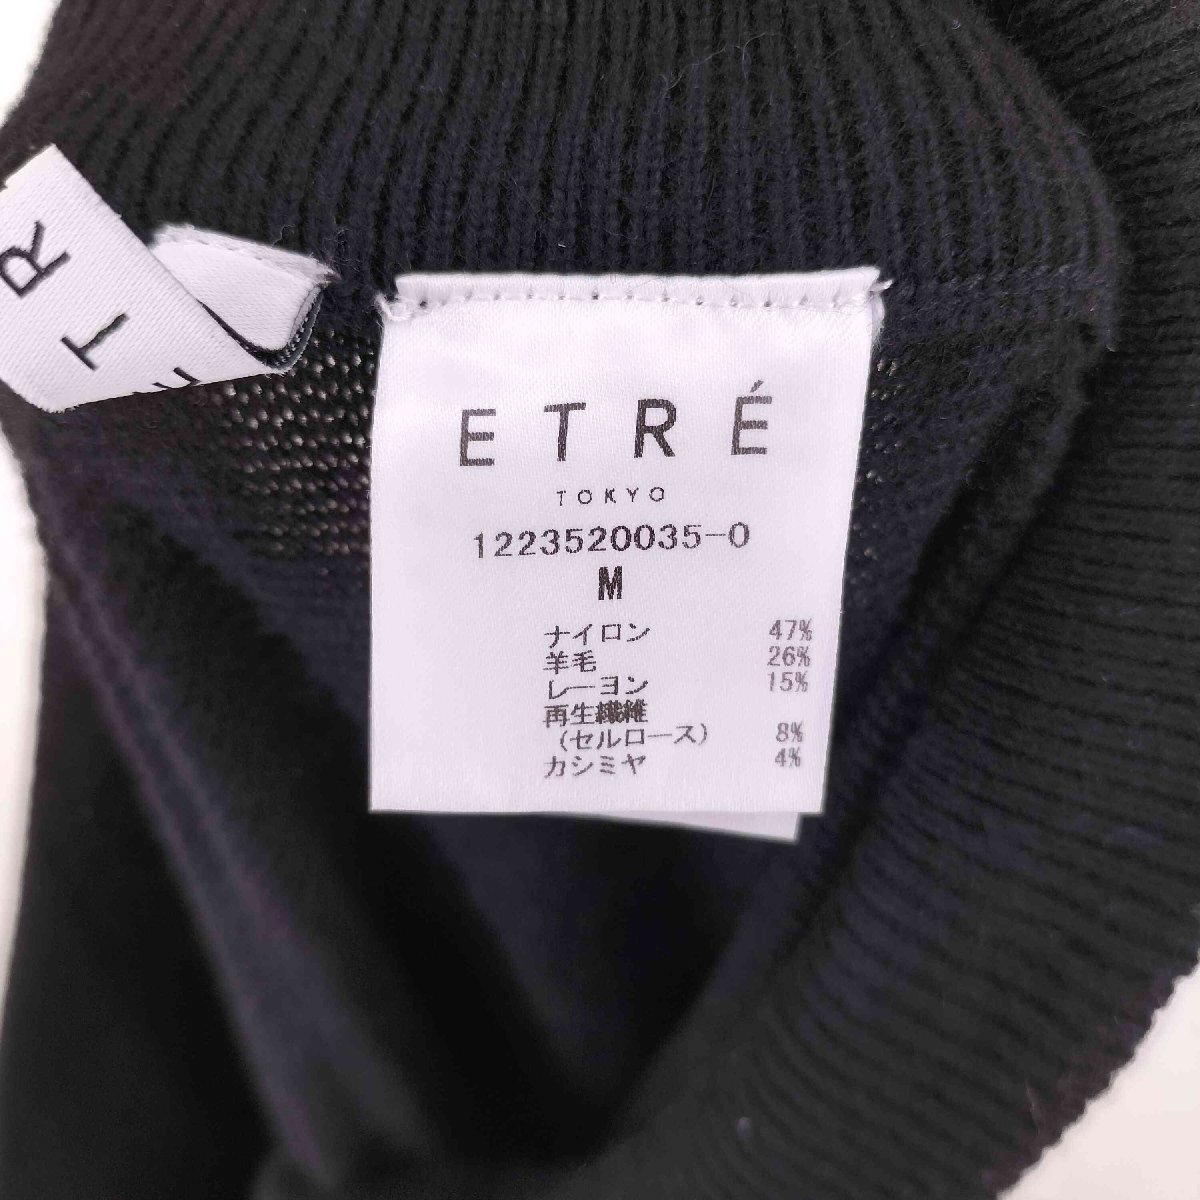 T R
ETRÉ
TOKYO
1223520035-0
M
ナイロン 47%
羊毛 26%
レーヨン 15%
再生繊維
(セルロース) 8%
カシミヤ 4%